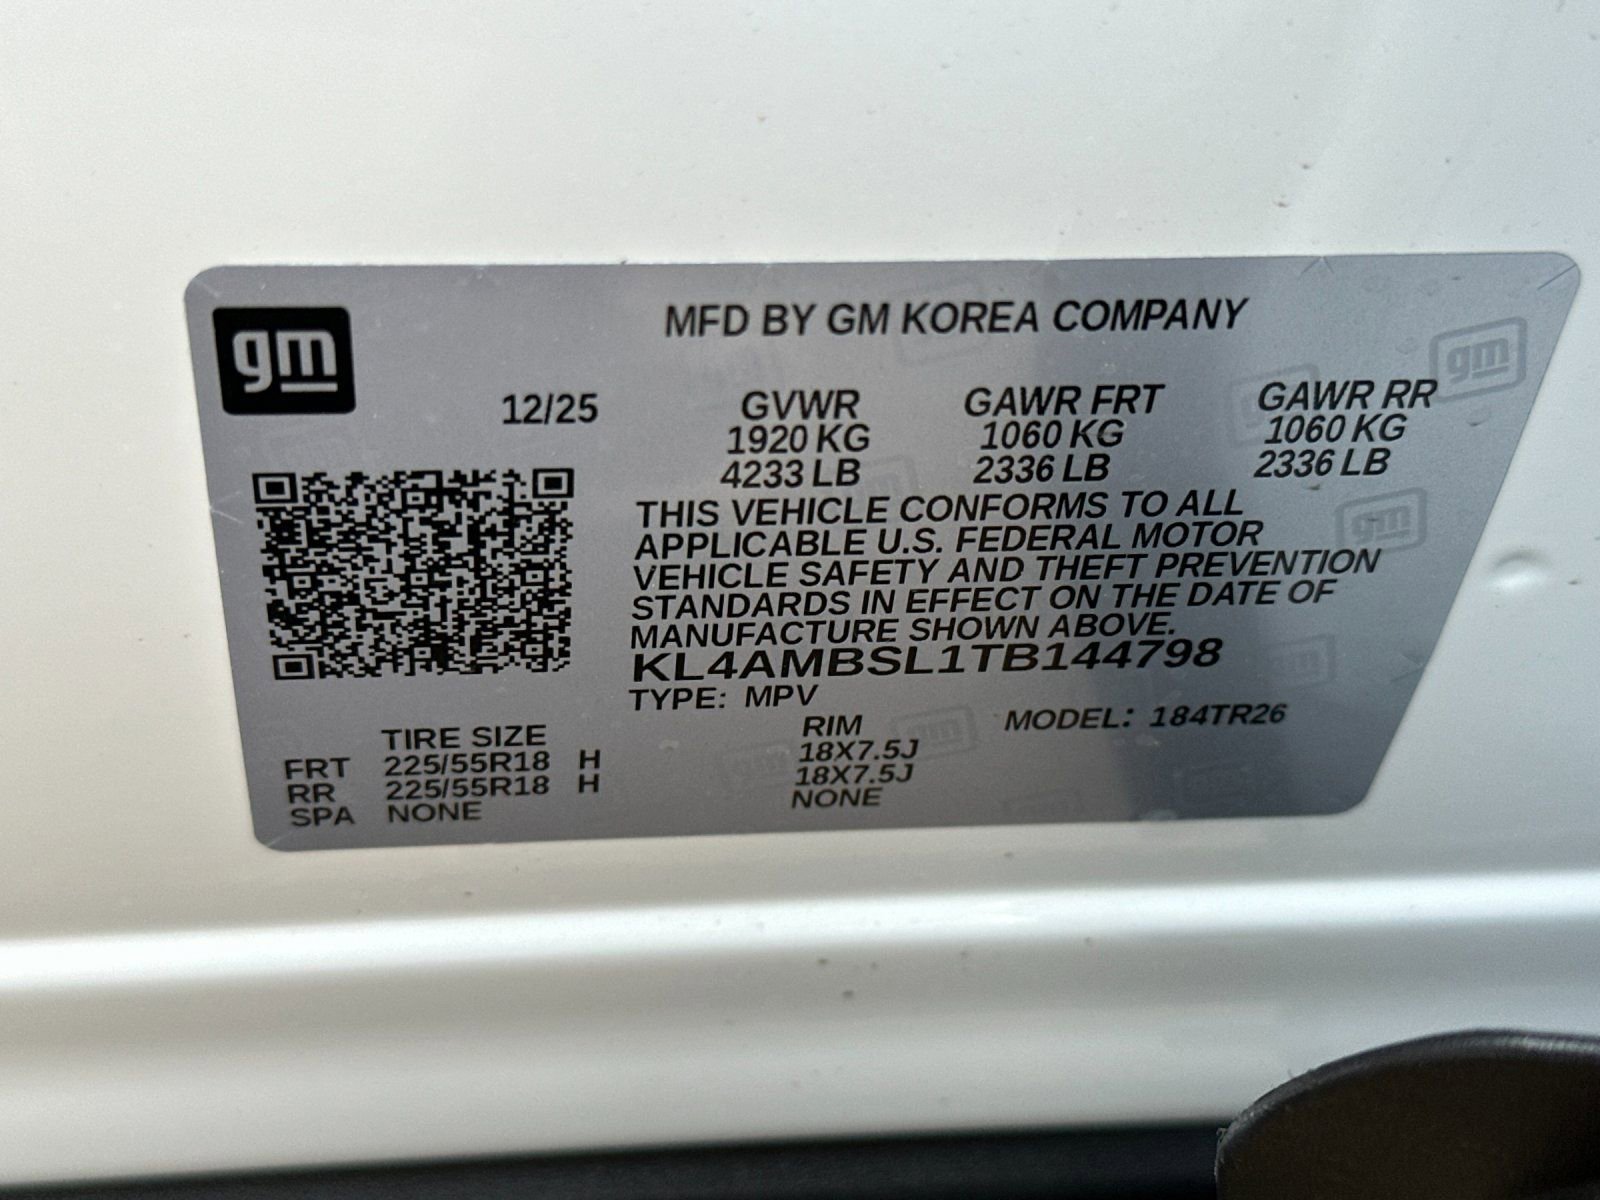 gm
MFD BY GM KOREA COMPANY
12/25 GVWR GAWR FRT GAWR RR
1920 KG 1060 KG 1060 KG
4233 LB 2336 LB 2336 LB
THIS VEHICLE CONFORMS TO ALL
APPLICABLE U.S. FEDERAL MOTOR
VEHICLE SAFETY AND THEFT PREVENTION
STANDARDS IN EFFECT ON THE DATE OF
MANUFACTURE SHOWN ABOVE.
KL4AMBSL1TB144798
TYPE: MPV
TIRE SIZE RIM MODEL: 184TR26
FRT 225/55R18 H 18X7.5J
RR 225/55R18 H 18X7.5J
SPA NONE NONE
gm
gm